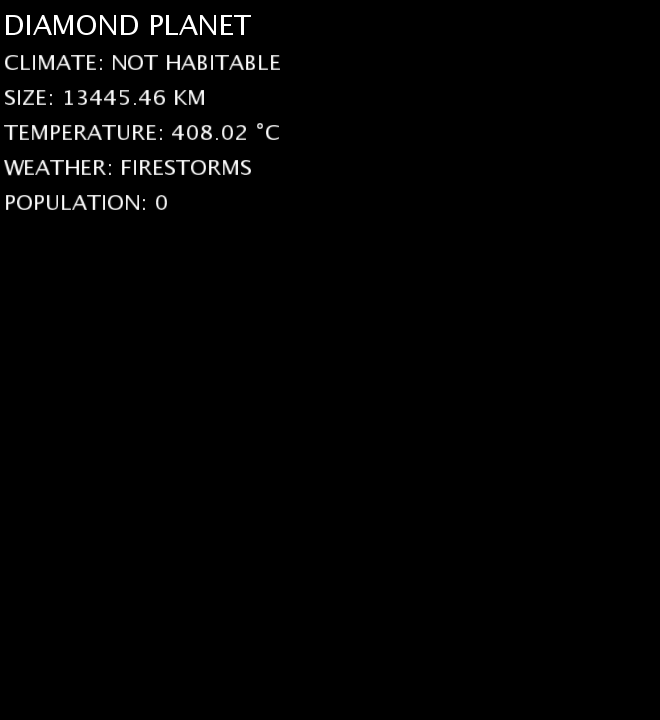 DIAMOND PLANET
CLIMATE: NOT HABITABLE
SIZE: 13445.46 KM
TEMPERATURE: 408.02 °C
WEATHER: FIRESTORMS
POPULATION: 0